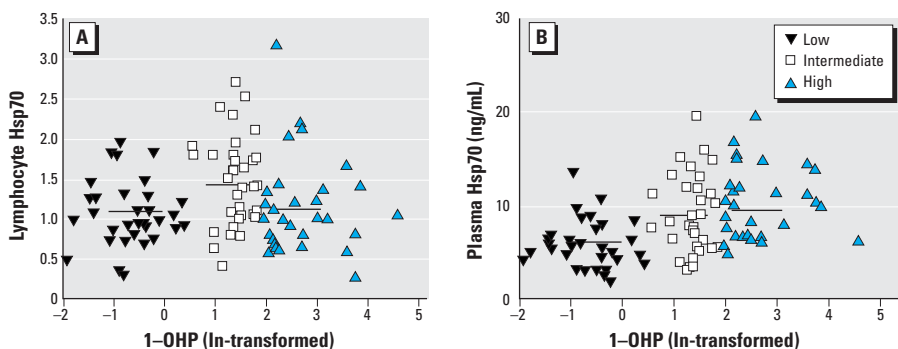 A
Lymphocyte Hsp70
3.5
3.0
2.5
2.0
1.5
1.0
0.5
0
–2 –1 0 1 2 3 4 5
1–OHP (In-transformed)
B
Low
Intermediate
High
Plasma Hsp70 (ng/mL)
30
20
10
0
–2 –1 0 1 2 3 4 5
1–OHP (In-transformed)